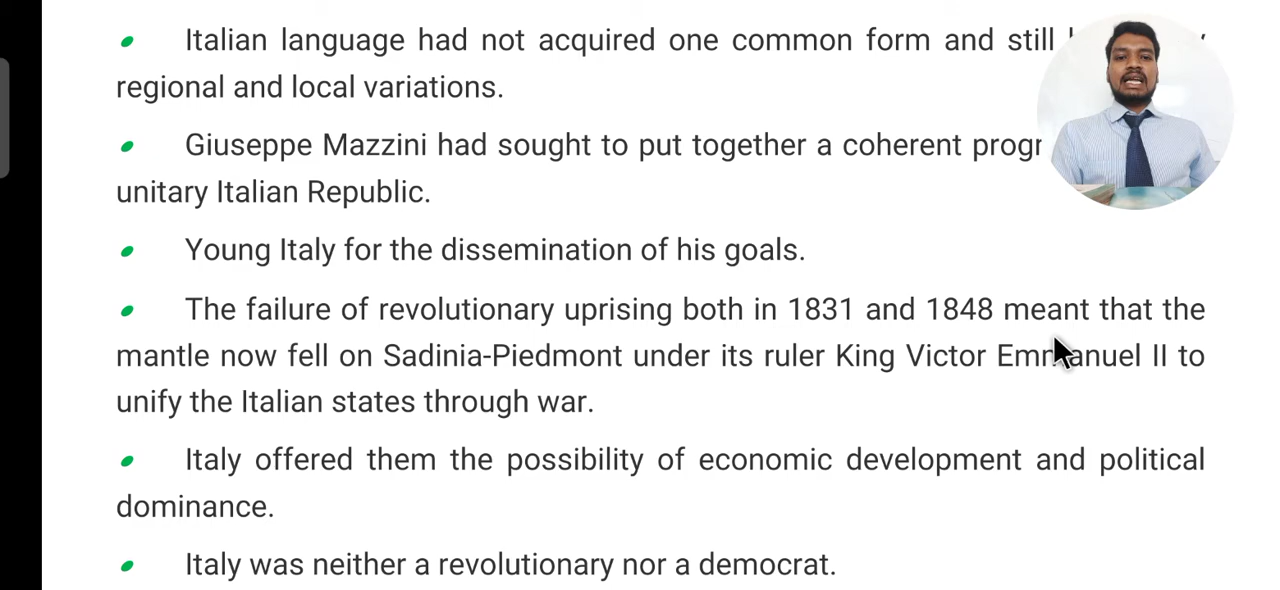 Italian language had not acquired one common form and still
regional and local variations.
Giuseppe Mazzini had sought to put together a coherent
unitary Italian Republic.
Young Italy for the dissemination of his goals.
The failure of revolutionary uprising both in 1831 and 1848 meant that the
mantle now fell on Sadinia-Piedmont under its ruler King Victor Emmanuel II to
unify the Italian states through war.
Italy offered them the possibility of economic development and political
dominance.
Italy was neither a revolutionary nor a democrat.